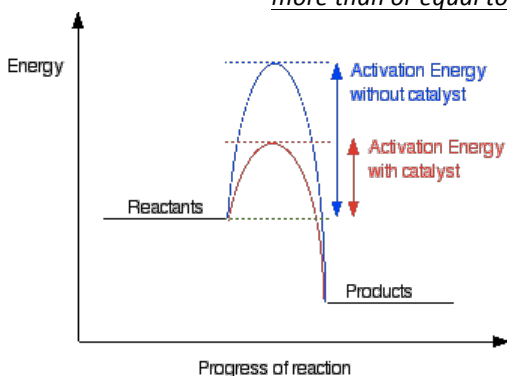 more than or equal to
Energy
Activation Energy
without catalyst
Activation Energy
with catalyst
Reactants
Products
Progress of reaction